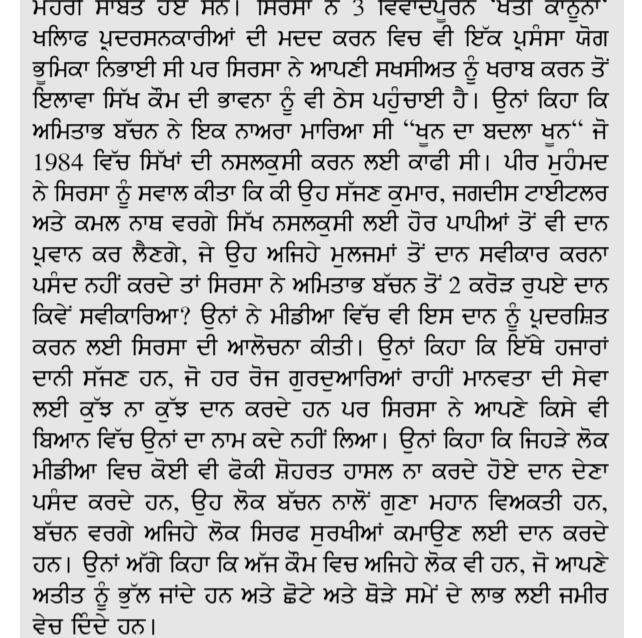 ਮੋਹਰੀ ਸਾਬਤ ਹੋਏ ਸਨ। ਸਿਰਸਾ ਨੇ 3 ਵਿਵਾਦਪੂਰਨ ‘ਖੇਤੀ ਕਾਨੂੰਨਾਂ’
ਖਲਿਾਫ ਪ੍ਰਦਰਸਨਕਾਰੀਆਂ ਦੀ ਮਦਦ ਕਰਨ ਵਿਚ ਵੀ ਇੱਕ ਪ੍ਰਸੰਸਾ ਯੋਗ
ਭੂਮਿਕਾ ਨਿਭਾਈ ਸੀ ਪਰ ਸਿਰਸਾ ਨੇ ਆਪਣੀ ਸਖਸੀਅਤ ਨੂੰ ਖਰਾਬ ਕਰਨ ਤੋਂ
ਇਲਾਵਾ ਸਿੱਖ ਕੌਮ ਦੀ ਭਾਵਨਾ ਨੂੰ ਵੀ ਠੇਸ ਪਹੁੰਚਾਈ ਹੈ। ਉਨਾਂ ਕਿਹਾ ਕਿ
ਅਮਿਤਾਭ ਬੱਚਨ ਨੇ ਇਕ ਨਾਅਰਾ ਮਾਰਿਆ ਸੀ “ਖੂਨ ਦਾ ਬਦਲਾ ਖੂਨ“ ਜੋ
1984 ਵਿੱਚ ਸਿੱਖਾਂ ਦੀ ਨਸਲਕੁਸੀ ਕਰਨ ਲਈ ਕਾਫੀ ਸੀ। ਪੀਰ ਮੁਹੰਮਦ
ਨੇ ਸਿਰਸਾ ਨੂੰ ਸਵਾਲ ਕੀਤਾ ਕਿ ਕੀ ਉਹ ਸੱਜਣ ਕੁਮਾਰ, ਜਗਦੀਸ ਟਾਈਟਲਰ
ਅਤੇ ਕਮਲ ਨਾਥ ਵਰਗੇ ਸਿੱਖ ਨਸਲਕੁਸੀ ਲਈ ਹੋਰ ਪਾਪੀਆਂ ਤੋਂ ਵੀ ਦਾਨ
ਪ੍ਰਵਾਨ ਕਰ ਲੈਣਗੇ, ਜੇ ਉਹ ਅਜਿਹੇ ਮੁਲਜਮਾਂ ਤੋਂ ਦਾਨ ਸਵੀਕਾਰ ਕਰਨਾ
ਪਸੰਦ ਨਹੀਂ ਕਰਦੇ ਤਾਂ ਸਿਰਸਾ ਨੇ ਅਮਿਤਾਭ ਬੱਚਨ ਤੋਂ 2 ਕਰੋੜ ਰੁਪਏ ਦਾਨ
ਕਿਵੇਂ ਸਵੀਕਾਰਿਆ? ਉਨਾਂ ਨੇ ਮੀਡੀਆ ਵਿੱਚ ਵੀ ਇਸ ਦਾਨ ਨੂੰ ਪ੍ਰਦਰਸ਼ਿਤ
ਕਰਨ ਲਈ ਸਿਰਸਾ ਦੀ ਆਲੋਚਨਾ ਕੀਤੀ। ਉਨਾਂ ਕਿਹਾ ਕਿ ਇੱਥੇ ਹਜਾਰਾਂ
ਦਾਨੀ ਸੱਜਣ ਹਨ, ਜੋ ਹਰ ਰੋਜ ਗੁਰਦੁਆਰਿਆਂ ਰਾਹੀਂ ਮਾਨਵਤਾ ਦੀ ਸੇਵਾ
ਲਈ ਕੁੱਝ ਨਾ ਕੁੱਝ ਦਾਨ ਕਰਦੇ ਹਨ ਪਰ ਸਿਰਸਾ ਨੇ ਆਪਣੇ ਕਿਸੇ ਵੀ
ਬਿਆਨ ਵਿੱਚ ਉਨਾਂ ਦਾ ਨਾਮ ਕਦੇ ਨਹੀਂ ਲਿਆ। ਉਨਾਂ ਕਿਹਾ ਕਿ ਜਿਹੜੇ ਲੋਕ
ਮੀਡੀਆ ਵਿਚ ਕੋਈ ਵੀ ਫੋਕੀ ਸ਼ੋਹਰਤ ਹਾਸਲ ਨਾ ਕਰਦੇ ਹੋਏ ਦਾਨ ਦੇਣਾ
ਪਸੰਦ ਕਰਦੇ ਹਨ, ਉਹ ਲੋਕ ਬੱਚਨ ਨਾਲੋਂ ਗੁਣਾ ਮਹਾਨ ਵਿਅਕਤੀ ਹਨ,
ਬੱਚਨ ਵਰਗੇ ਅਜਿਹੇ ਲੋਕ ਸਿਰਫ ਸੁਰਖੀਆਂ ਕਮਾਉਣ ਲਈ ਦਾਨ ਕਰਦੇ
ਹਨ। ਉਨਾਂ ਅੱਗੇ ਕਿਹਾ ਕਿ ਅੱਜ ਕੌਮ ਵਿਚ ਅਜਿਹੇ ਲੋਕ ਵੀ ਹਨ, ਜੋ ਆਪਣੇ
ਅਤੀਤ ਨੂੰ ਭੁੱਲ ਜਾਂਦੇ ਹਨ ਅਤੇ ਛੋਟੇ ਅਤੇ ਥੋੜੇ ਸਮੇਂ ਦੇ ਲਾਭ ਲਈ ਜਮੀਰ
ਵੇਚ ਦਿੰਦੇ ਹਨ।